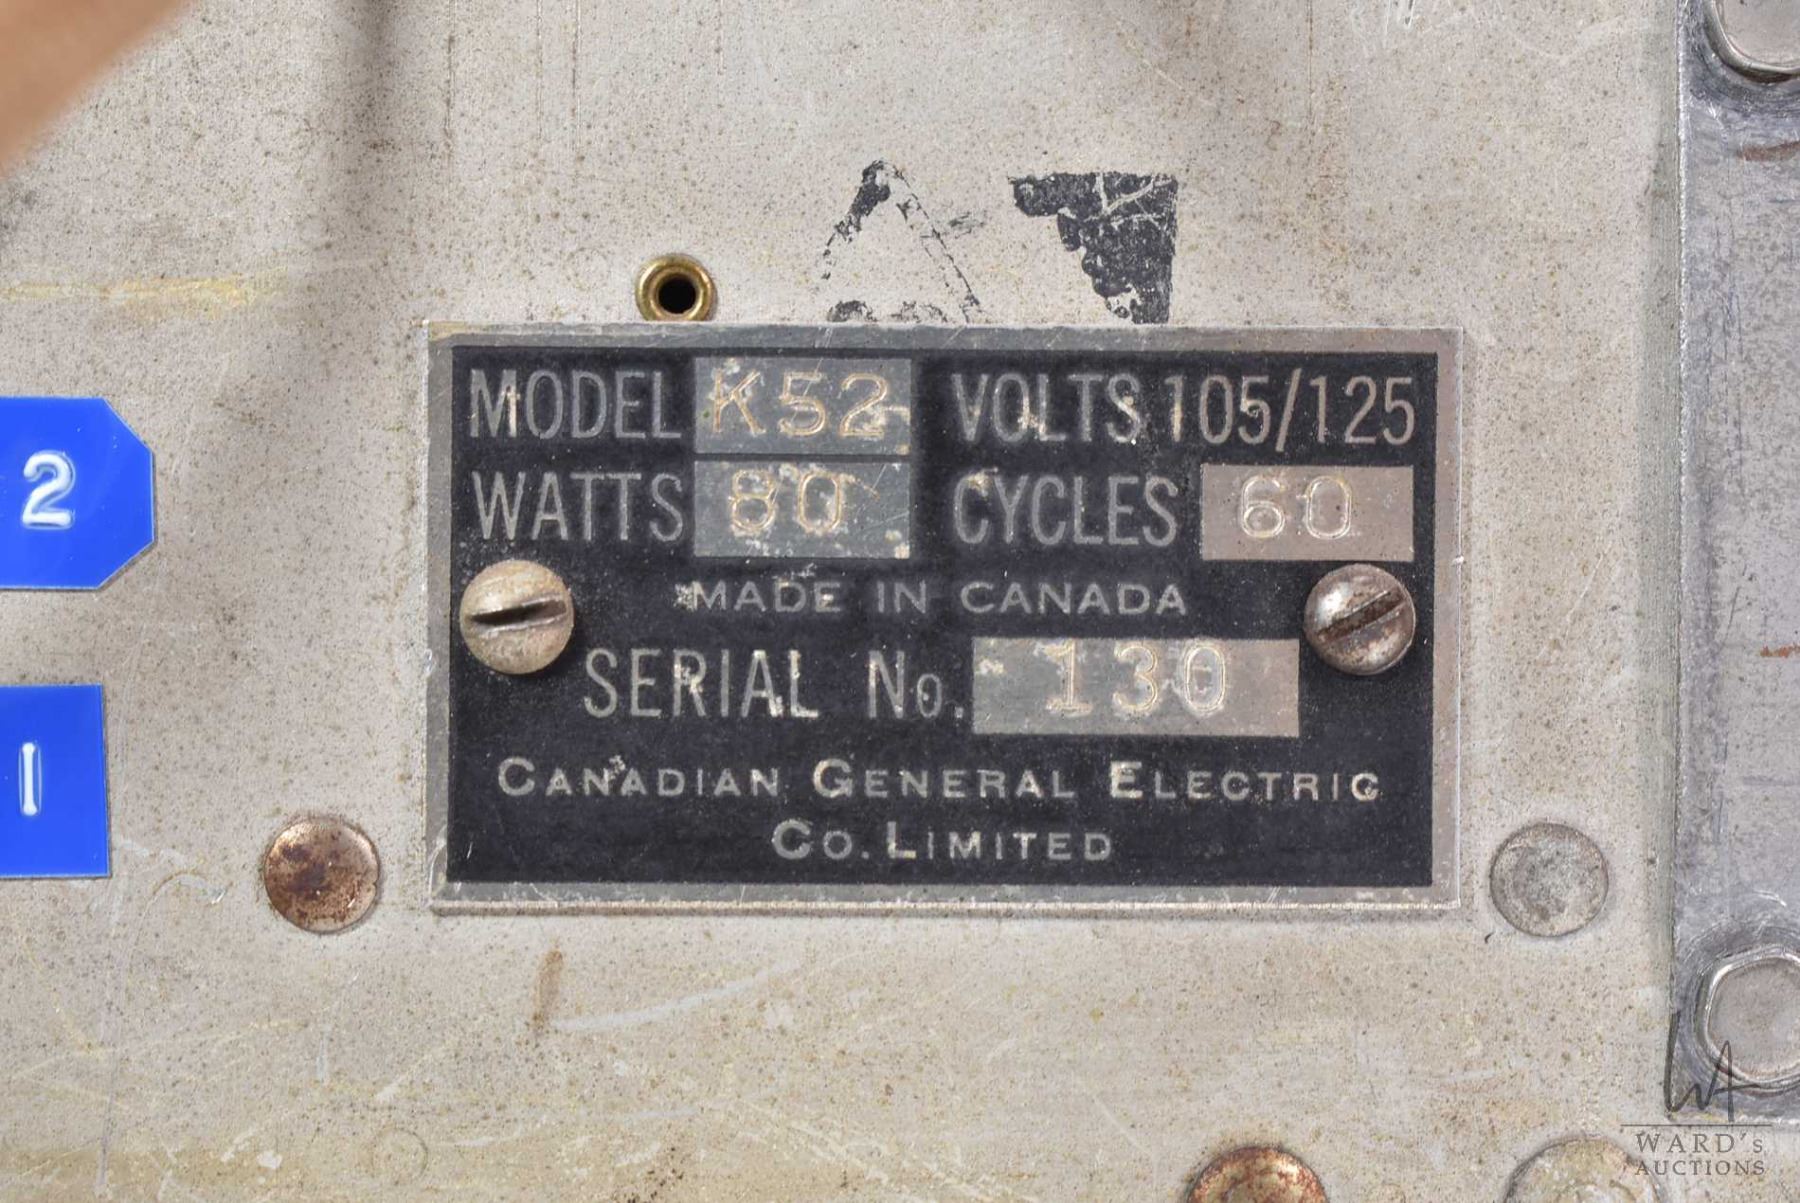 2
1
MODEL K52 VOLTS 105/125
WATTS 80 CYCLES 60
MADE IN CANADA
SERIAL No. 130
CANADIAN GENERAL ELECTRIC
CO. LIMITED
WARD's
AUCTIONS